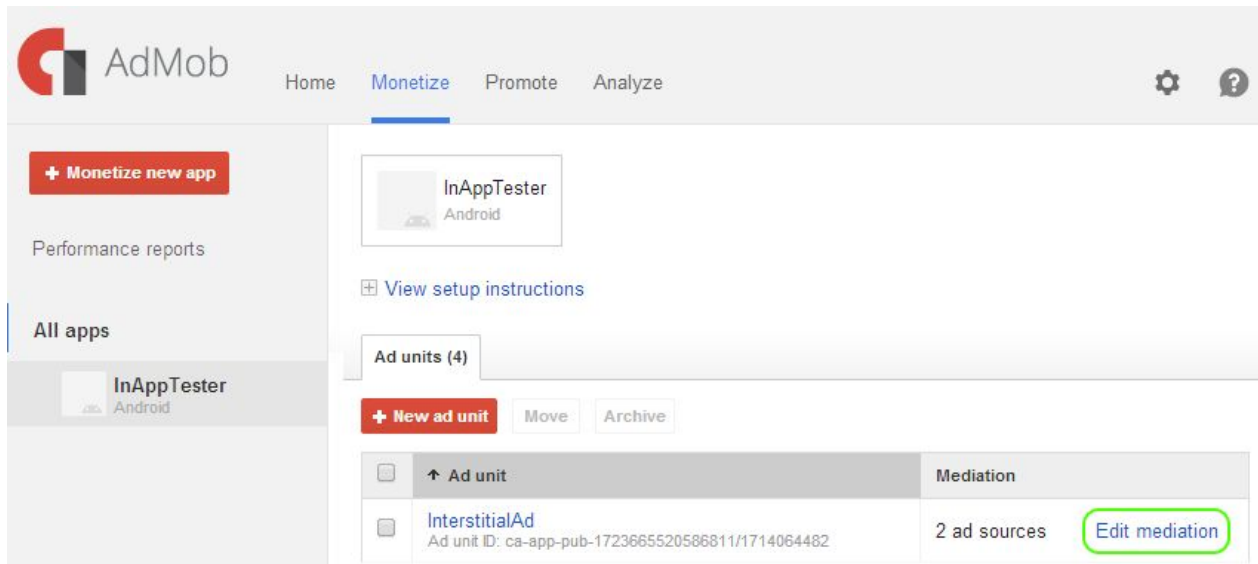 AdMob
Home Monetize Promote Analyze
+ Monetize new app
Performance reports
All apps
InAppTester
Android
InAppTester
Android
View setup instructions
Ad units (4)
+ New ad unit Move Archive
Ad unit Mediation
InterstitialAd
Ad unit ID: ca-app-pub-1723665520586811/1714064482
2 ad sources Edit mediation